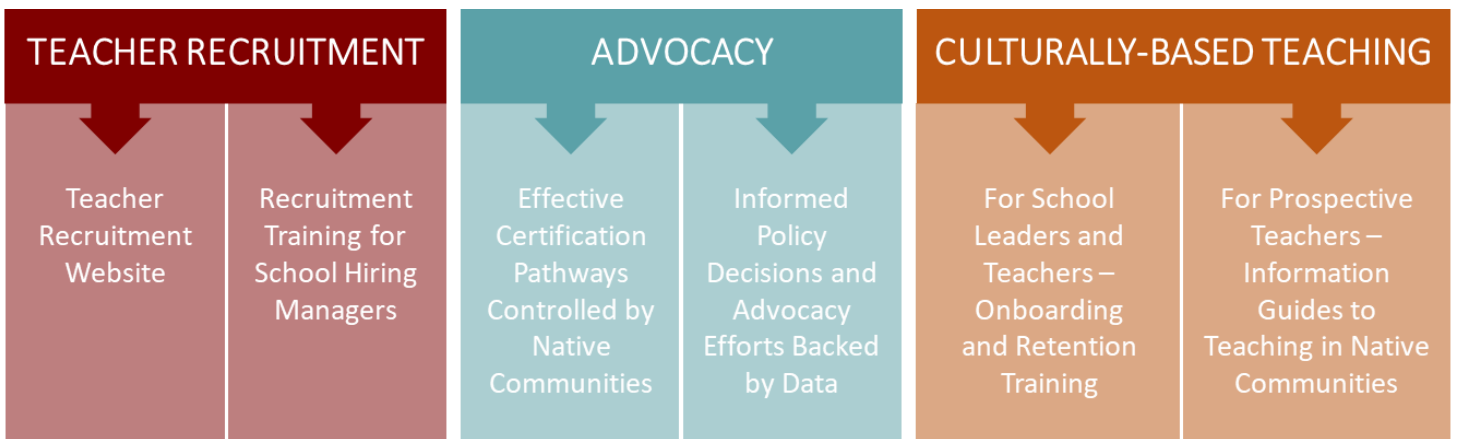 TEACHER RECRUITMENT
Teacher
Recruitment
Website
Recruitment
Training for
School Hiring
Managers
ADVOCACY
Effective
Certification
Pathways
Controlled by
Native
Communities
Informed
Policy
Decisions and
Advocacy
Efforts Backed
by Data
CULTURALLY-BASED TEACHING
For School
Leaders and
Teachers –
Onboarding
and Retention
Training
For Prospective
Teachers –
Information
Guides to
Teaching in Native
Communities